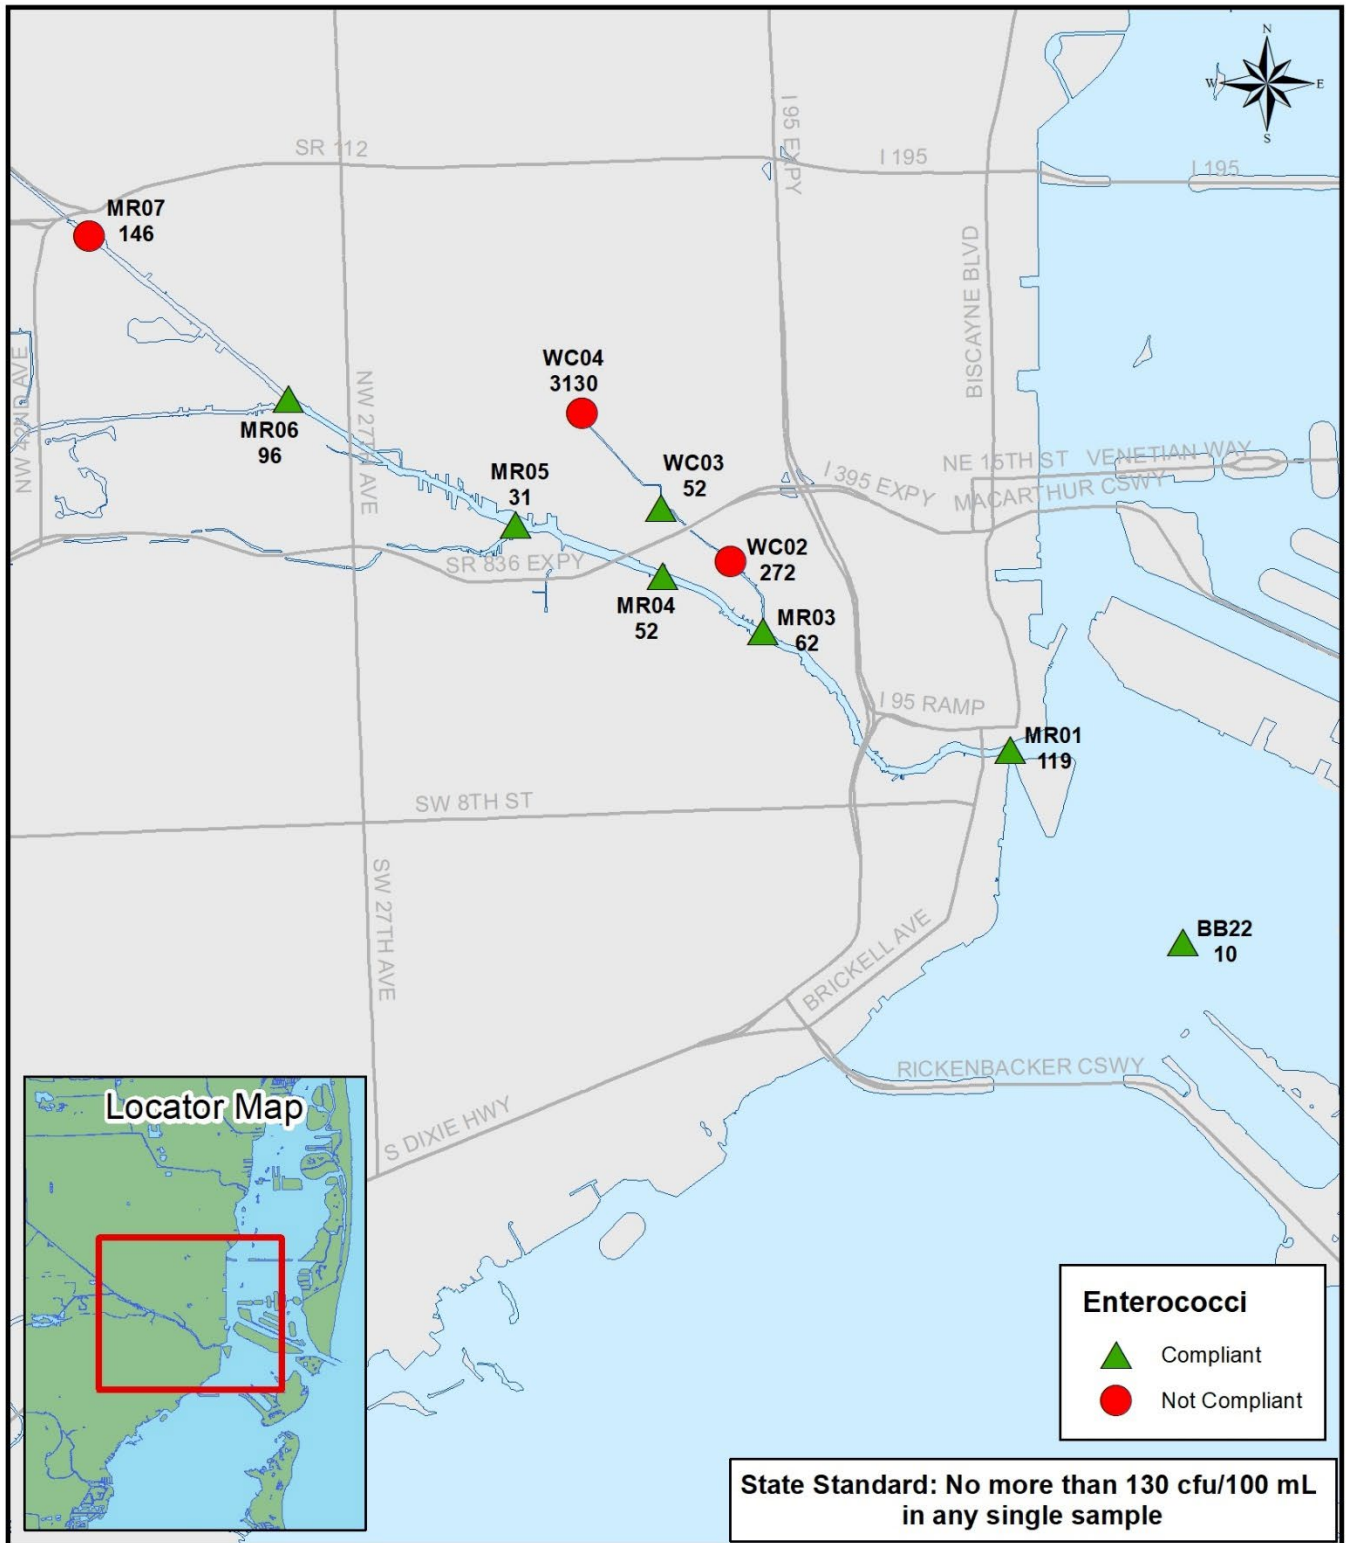 N
W
E
S
I 95 EXPY
SR 112
I 195
I 195
MR07
146
BISCAYNE BLVD
NW 42ND AVE
NW 27TH AVE
WC04
3130
MR06
96
MR05
31
WC03
52
I 395 EXPY
NE 15TH ST
VENETIAN WAY
MACARTHUR CSWY
SR 836 EXPY
WC02
272
MR04
52
MR03
62
I 95 RAMP
MR01
119
SW 8TH ST
SW 27TH AVE
BRICKELL AVE
BB22
10
RICKENBACKER CSWY
S DIXIE HWY
Locator Map
Enterococci
Compliant
Not Compliant
State Standard: No more than 130 cfu/100 mL
in any single sample